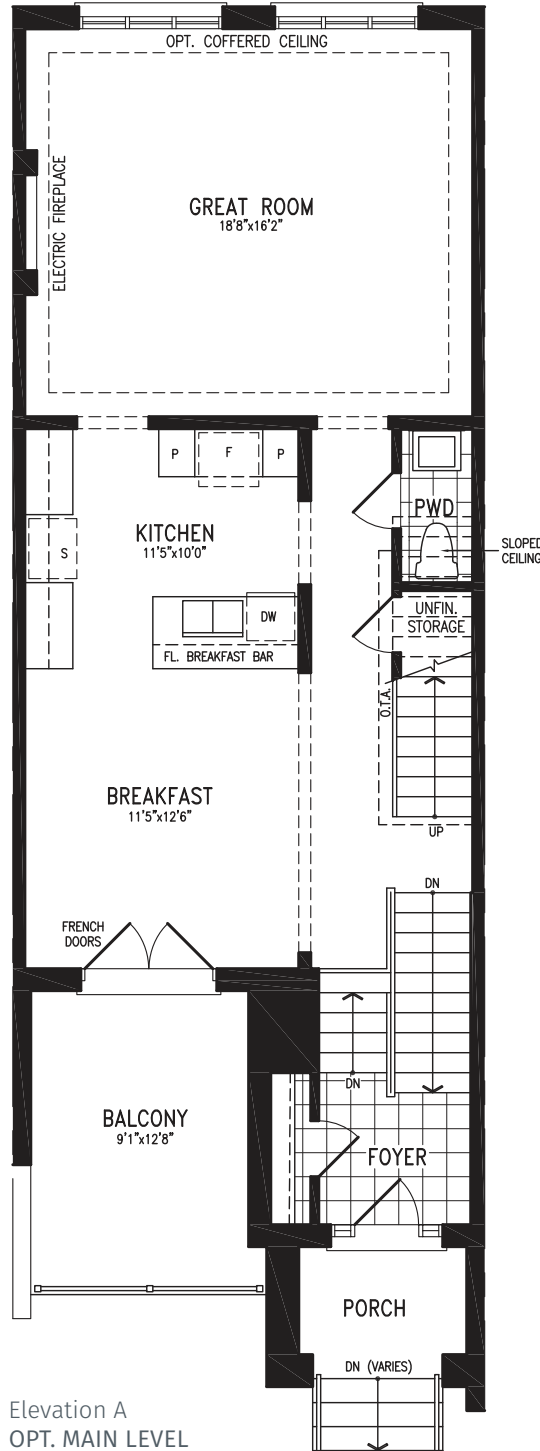 OPT. COFFERED CEILING
ELECTRIC FIREPLACE
GREAT ROOM
18'8"x16'2"
P
F
P
KITCHEN
11'5"x10'0"
S
PWD
SLOPED
CEILING
UNFIN.
STORAGE
DW
FL. BREAKFAST BAR
O.T.A.
BREAKFAST
11'5"x12'6"
UP
DN
FRENCH
DOORS
DN
BALCONY
9'1"x12'8"
FOYER
PORCH
DN (VARIES)
Elevation A
OPT. MAIN LEVEL